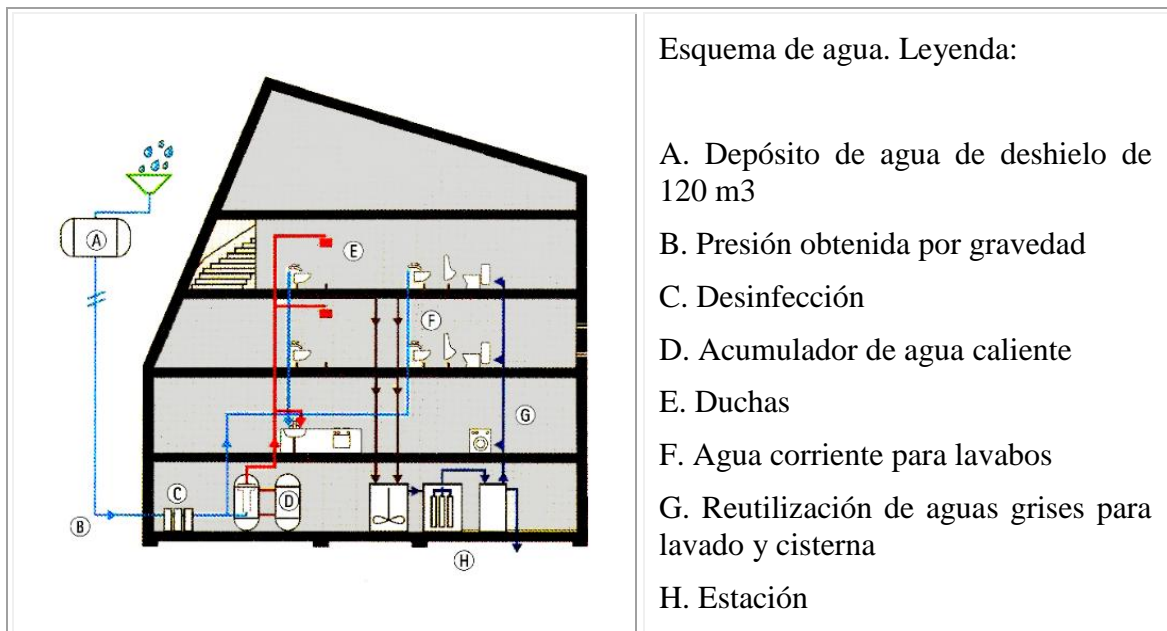 A
B
C
D
E
F
G
H
Esquema de agua. Leyenda:
A. Depósito de agua de deshielo de
120 m3
B. Presión obtenida por gravedad
C. Desinfección
D. Acumulador de agua caliente
E. Duchas
F. Agua corriente para lavabos
G. Reutilización de aguas grises para
lavado y cisterna
H. Estación